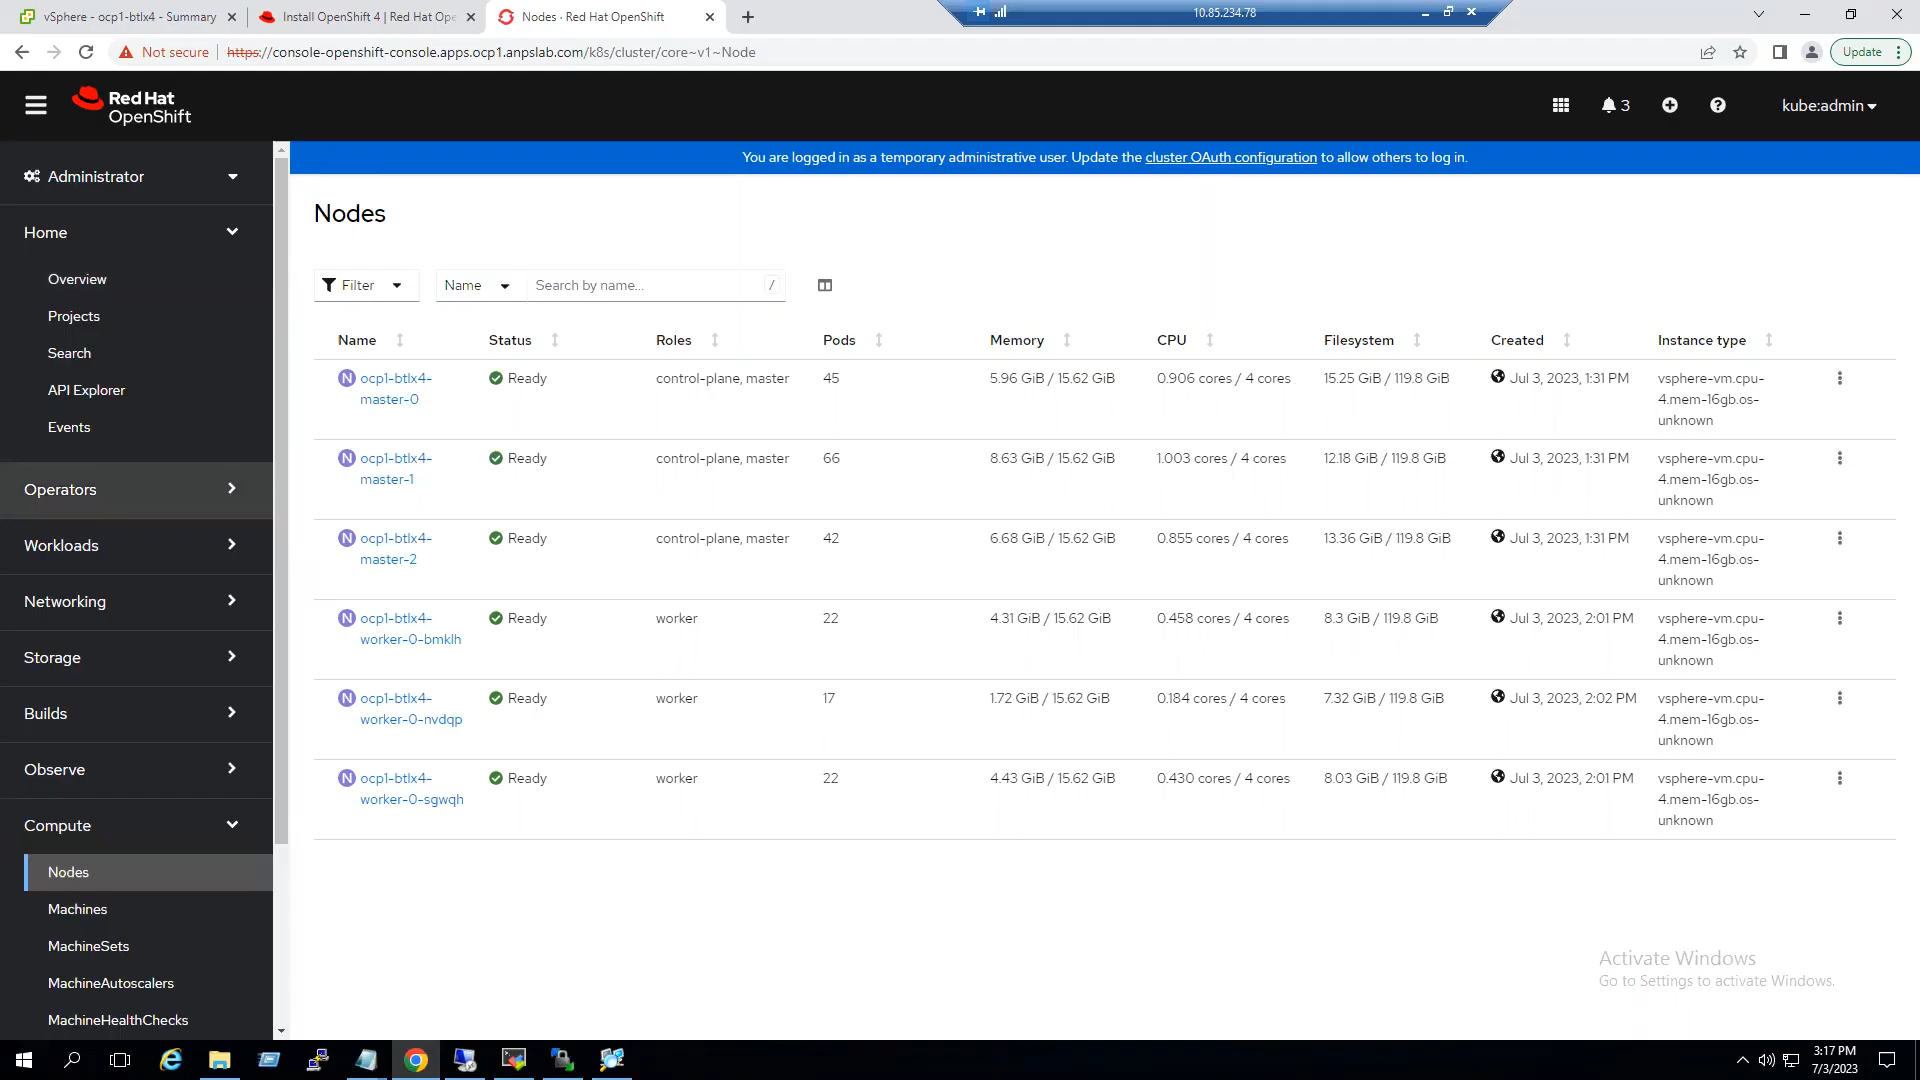 vSphere - ocp1-btlx4 - Summary
Install OpenShift 4 | Red Hat Ope
Nodes · Red Hat OpenShift
10.85.234.78
Not secure
https://console-openshift-console.apps.ocp1.anpslab.com/k8s/cluster/core~v1~Node
Update
Red Hat
OpenShift
3
kube:admin
You are logged in as a temporary administrative user. Update the cluster OAuth configuration to allow others to log in.
Administrator
Home
Overview
Projects
Search
API Explorer
Events
Operators
Workloads
Networking
Storage
Builds
Observe
Compute
Nodes
Machines
MachineSets
MachineAutoscalers
MachineHealthChecks
Nodes
Filter
Name
Search by name...
/
Name Status Roles Pods Memory CPU Filesystem Created Instance type
N ocp1-btlx4- Ready control-plane, master 45 5.96 GiB / 15.62 GiB 0.906 cores / 4 cores 15.25 GiB / 119.8 GiB Jul 3, 2023, 1:31 PM vsphere-vm.cpu-
master-0 4.mem-16gb.os-
unknown
N ocp1-btlx4- Ready control-plane, master 66 8.63 GiB / 15.62 GiB 1.003 cores / 4 cores 12.18 GiB / 119.8 GiB Jul 3, 2023, 1:31 PM vsphere-vm.cpu-
master-1 4.mem-16gb.os-
unknown
N ocp1-btlx4- Ready control-plane, master 42 6.68 GiB / 15.62 GiB 0.855 cores / 4 cores 13.36 GiB / 119.8 GiB Jul 3, 2023, 1:31 PM vsphere-vm.cpu-
master-2 4.mem-16gb.os-
unknown
N ocp1-btlx4- Ready worker 22 4.31 GiB / 15.62 GiB 0.458 cores / 4 cores 8.3 GiB / 119.8 GiB Jul 3, 2023, 2:01 PM vsphere-vm.cpu-
worker-0-bmklh 4.mem-16gb.os-
unknown
N ocp1-btlx4- Ready worker 17 1.72 GiB / 15.62 GiB 0.184 cores / 4 cores 7.32 GiB / 119.8 GiB Jul 3, 2023, 2:02 PM vsphere-vm.cpu-
worker-0-nvdqp 4.mem-16gb.os-
unknown
N ocp1-btlx4- Ready worker 22 4.43 GiB / 15.62 GiB 0.430 cores / 4 cores 8.03 GiB / 119.8 GiB Jul 3, 2023, 2:01 PM vsphere-vm.cpu-
worker-0-sgwqh 4.mem-16gb.os-
unknown
Activate Windows
Go to Settings to activate Windows.
3:17 PM
7/3/2023